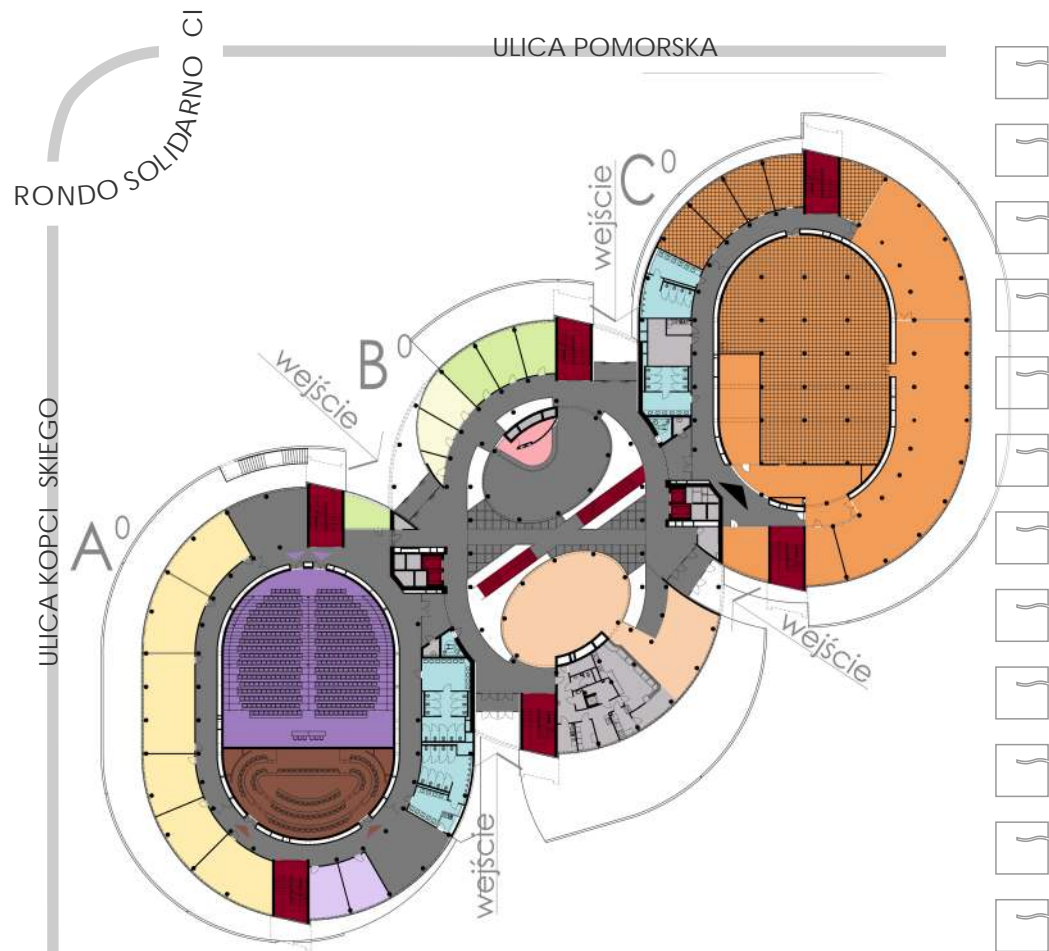 ULICA POMORSKA
RONDO SOLIDARNO CI
wejście
C0
B0
wejście
ULICA KOPCI SKIEGO
A0
wejście
wejście